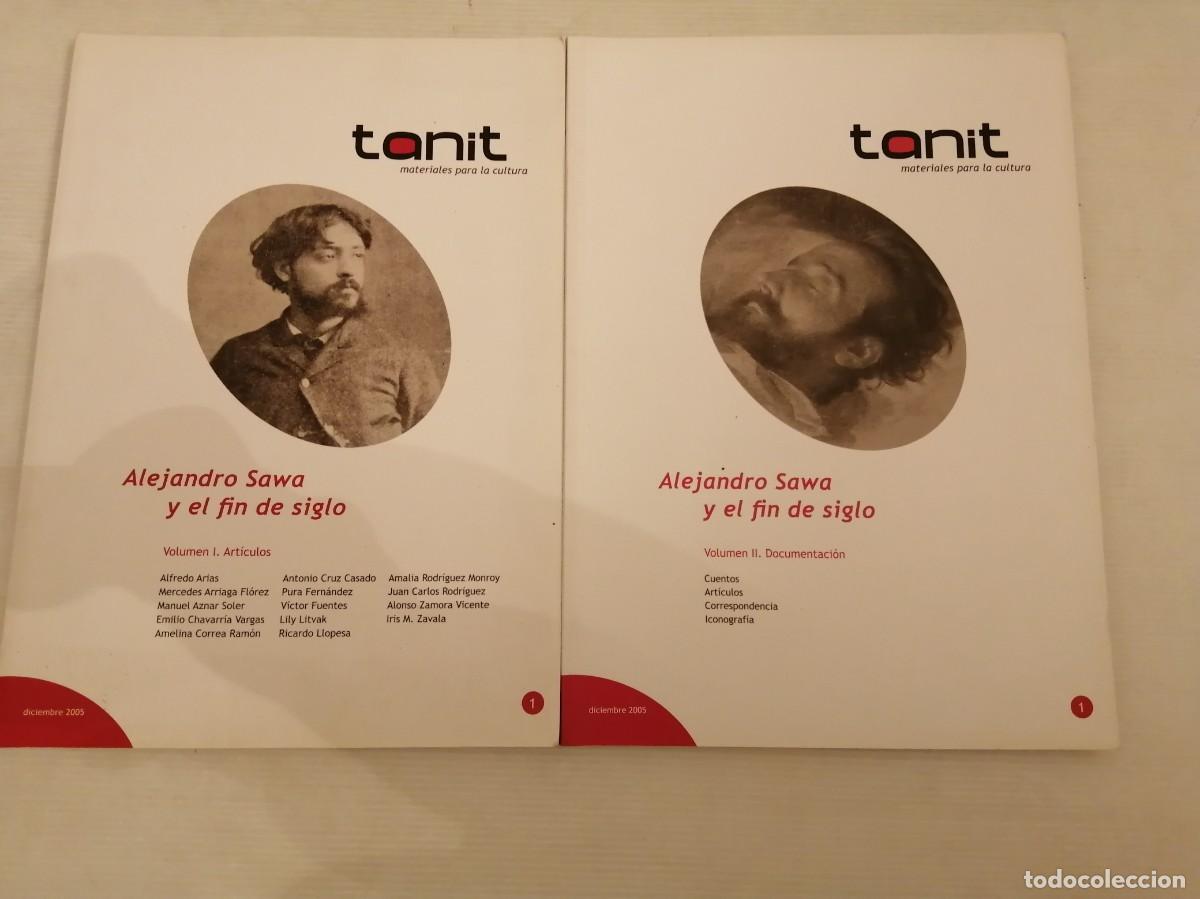 tanit
materiales para la cultura
Alejandro Sawa
y el fin de siglo
Volumen I. Artículos
Alfredo Arias
Mercedes Arriaga Flórez
Manuel Aznar Soler
Emilio Chavarría Vargas
Amelina Correa Ramón
Antonio Cruz Casado
Pura Fernández
Víctor Fuentes
Lily Litvak
Ricardo Llopesa
Amalia Rodríguez Monroy
Juan Carlos Rodríguez
Alonso Zamora Vicente
Iris M. Zavala
diciembre 2005
1
tanit
materiales para la cultura
Alejandro Sawa
y el fin de siglo
Volumen II. Documentación
Cuentos
Artículos
Correspondencia
Iconografía
diciembre 2005
1
todocoleccion